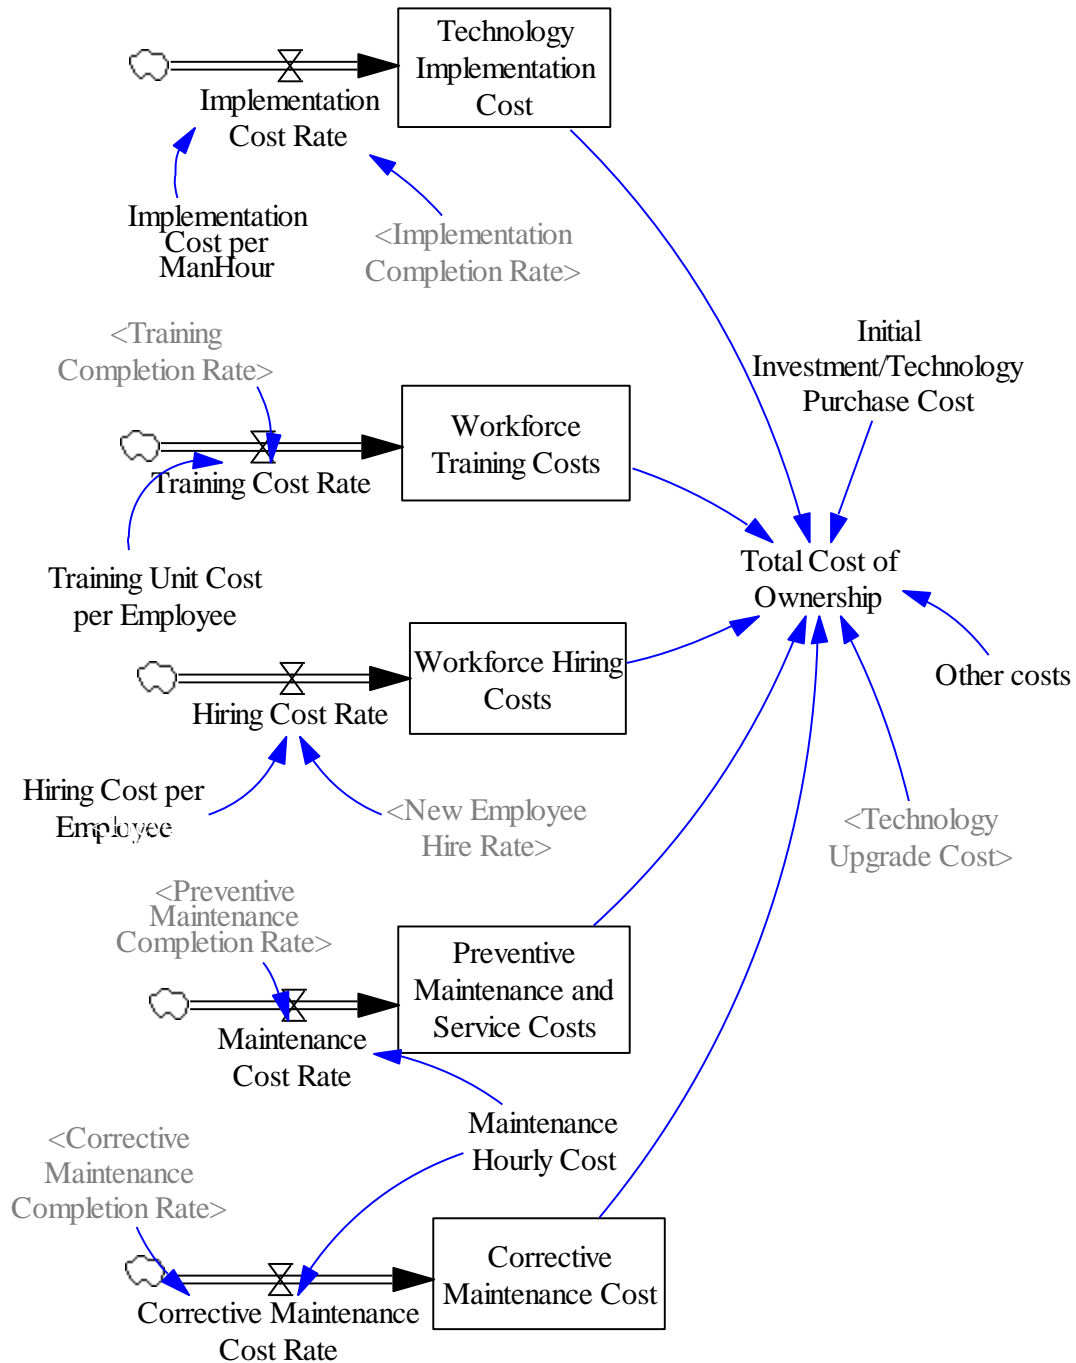 Technology
Implementation
Cost
Implementation
Cost Rate
Implementation
Cost per
ManHour
<Implementation
Completion Rate>
<Training
Completion Rate>
Initial
Investment/Technology
Purchase Cost
Workforce
Training Costs
Training Cost Rate
Total Cost of
Ownership
Training Unit Cost
per Employee
Workforce Hiring
Costs
Other costs
Hiring Cost Rate
Hiring Cost per
Employee
<New Employee
Hire Rate>
<Technology
Upgrade Cost>
<Preventive
Maintenance
Completion Rate>
Preventive
Maintenance and
Service Costs
Maintenance
Cost Rate
Maintenance
Hourly Cost
<Corrective
Maintenance
Completion Rate>
Corrective
Maintenance Cost
Corrective Maintenance
Cost Rate